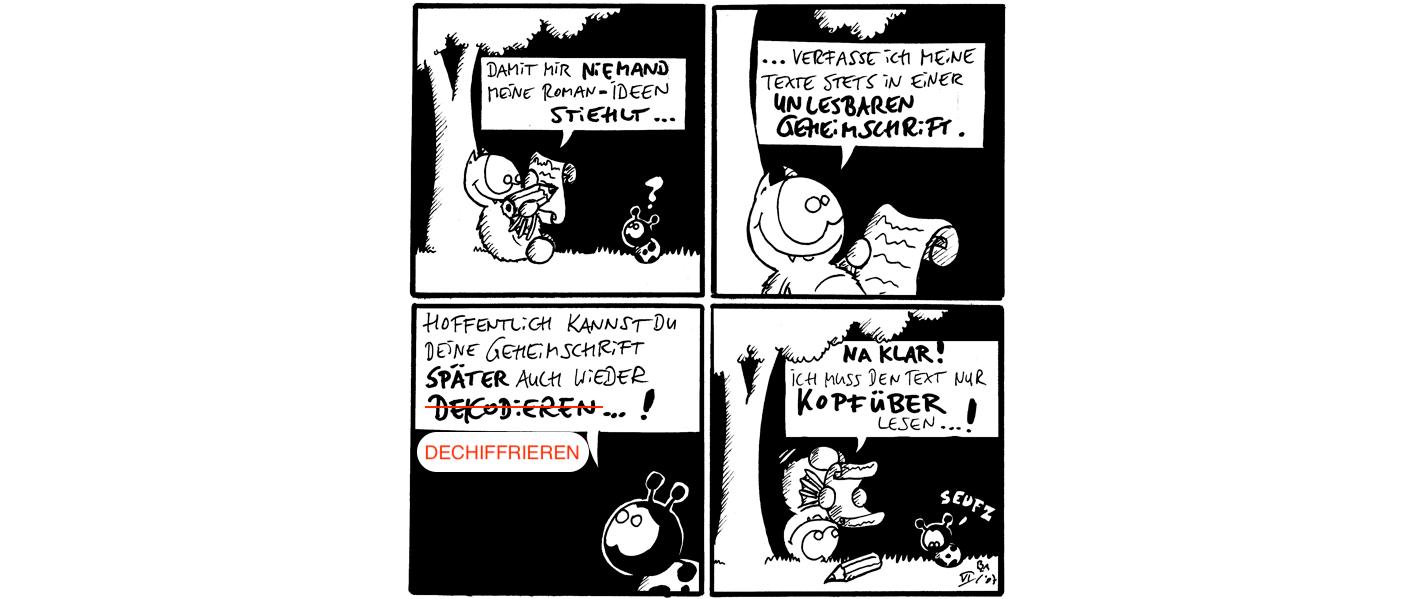 DAMIT MIR NIEMAND
MEINE ROMAN-IDEEN
STIEHLT...
?
... VERFASSE ICH MEINE
TEXTE STETS IN EINER
UNLESBAREN
GEHEIMSCHRIFT.
HOFFENTLICH KANNST DU
DEINE GEHEIMSCHRIFT
SPÄTER AUCH WIEDER
DEKODIEREN...!
DECHIFFRIEREN
NA KLAR!
ICH MUSS DEN TEXT NUR
KOPFÜBER
LESEN...!
SEUFZ